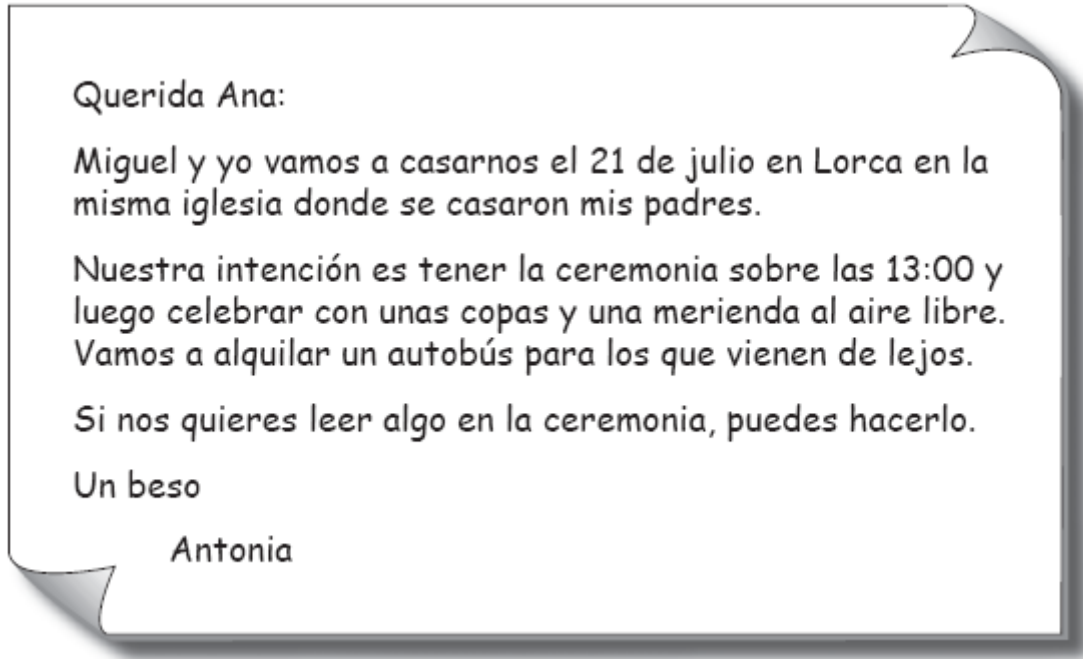 Querida Ana:
Miguel y yo vamos a casarnos el 21 de julio en Lorca en la
misma iglesia donde se casaron mis padres.
Nuestra intención es tener la ceremonia sobre las 13:00 y
luego celebrar con unas copas y una merienda al aire libre.
Vamos a alquilar un autobús para los que vienen de lejos.
Si nos quieres leer algo en la ceremonia, puedes hacerlo.
Un beso
Antonia